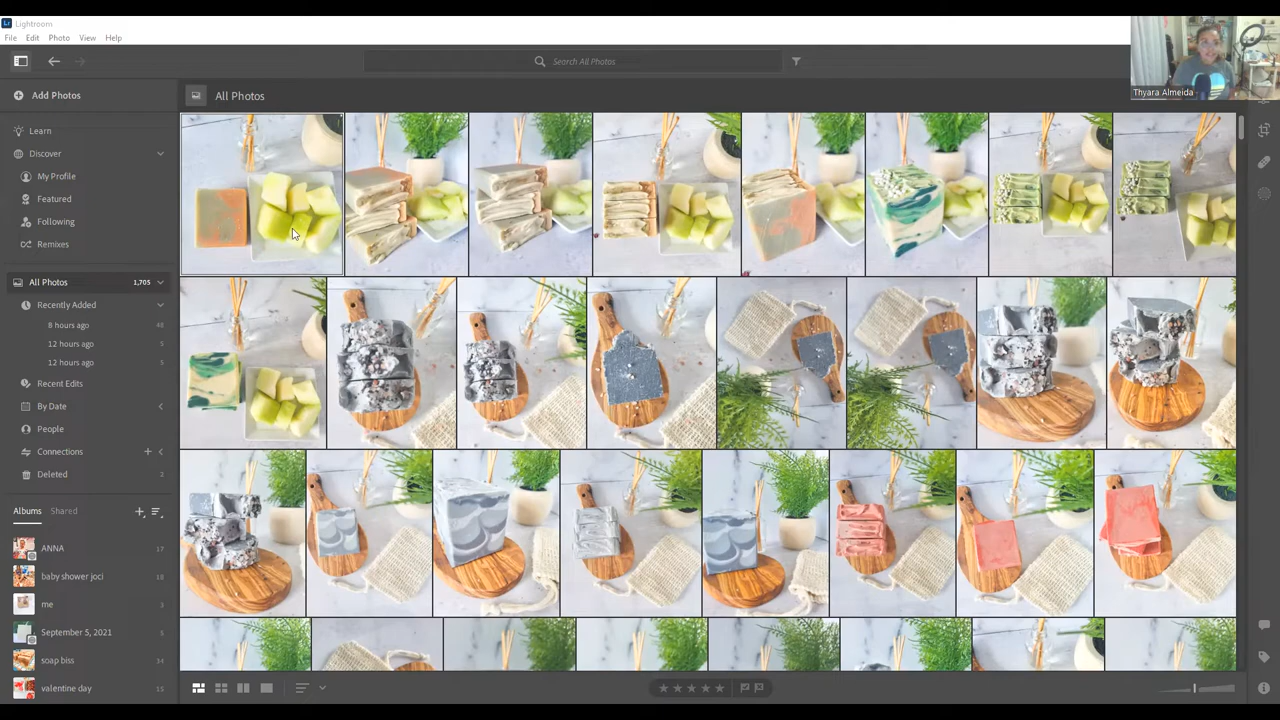 Lr Lightroom
File Edit Photo View Help
Search All Photos
Thyara Almeida
Add Photos
All Photos
Learn
Discover
My Profile
Featured
Following
Remixes
All Photos 1,705
Recently Added
8 hours ago 48
12 hours ago 5
12 hours ago 5
Recent Edits
By Date
People
Connections
Deleted 2
Albums Shared
ANNA 17
baby shower joci 18
me 3
September 5, 2021 5
soap biss 34
valentine day 15